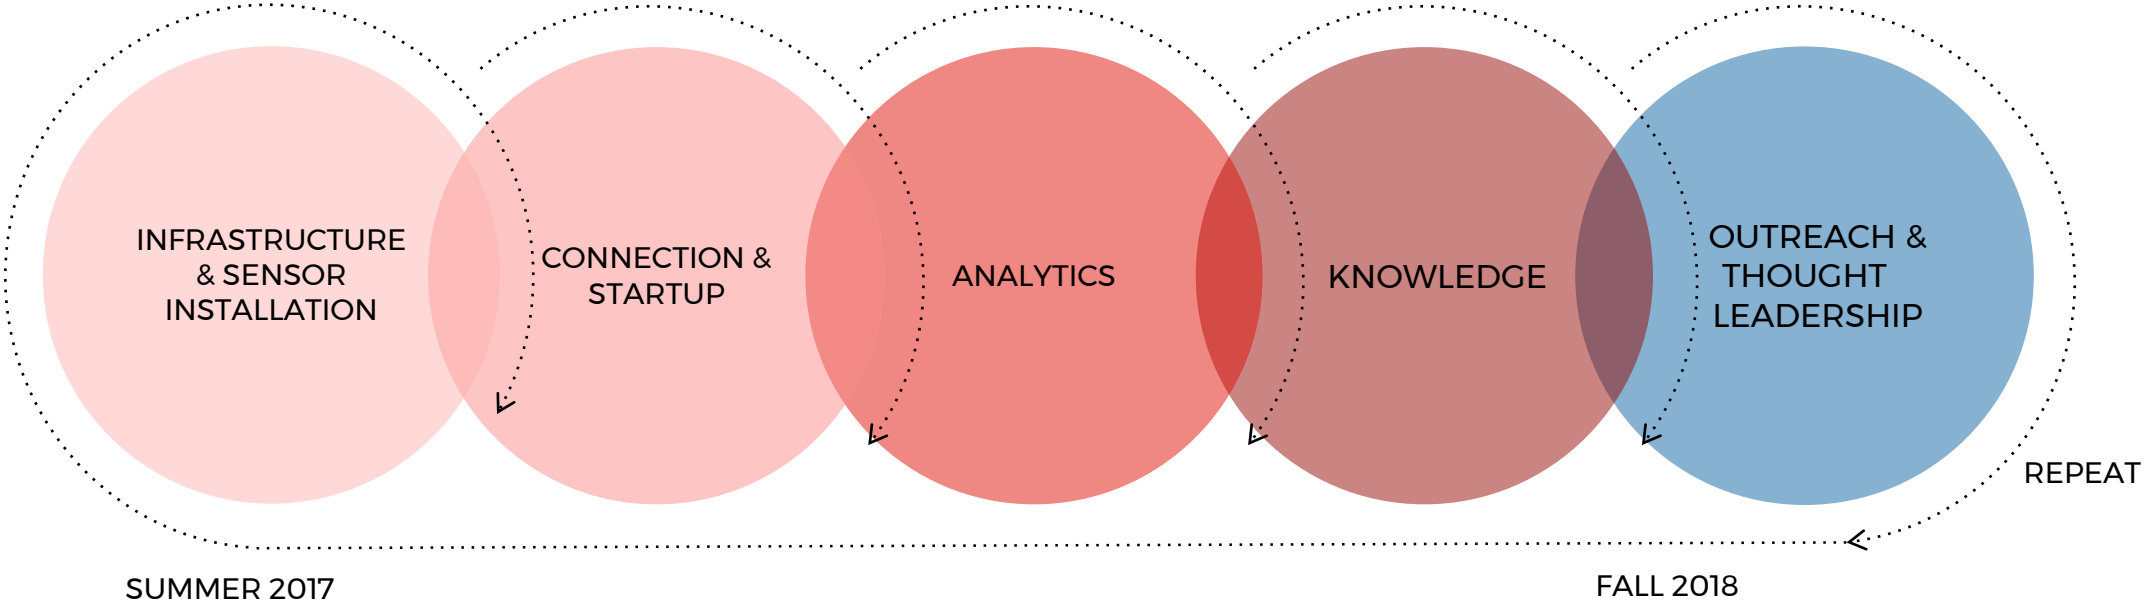 INFRASTRUCTURE
& SENSOR
INSTALLATION
CONNECTION &
STARTUP
ANALYTICS
KNOWLEDGE
OUTREACH &
THOUGHT
LEADERSHIP
REPEAT
SUMMER 2017
FALL 2018